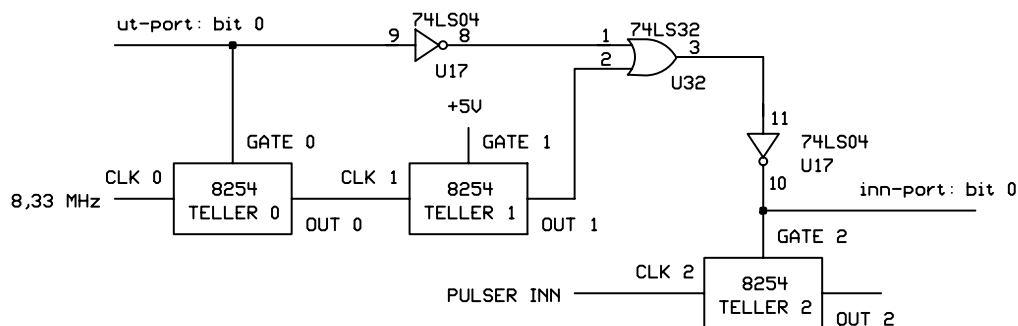 ut-port: bit 0
74LS04
9
8
U17
74LS32
1
2
3
U32
+5V
GATE 0
GATE 1
11
74LS04
U17
10
8,33 MHz
CLK 0
8254
TELLER 0
OUT 0
CLK 1
8254
TELLER 1
OUT 1
inn-port: bit 0
GATE 2
PULSER INN
CLK 2
8254
TELLER 2
OUT 2